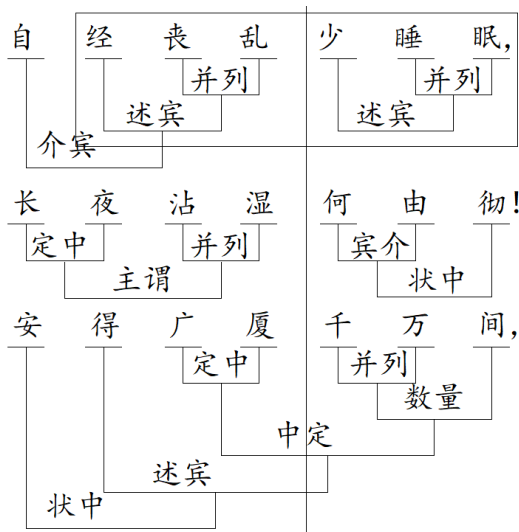 自经丧乱少睡眠,
并列 并列
述宾 述宾
介宾
长夜沾湿何由彻!
定中 并列 宾介
主谓 状中
安得广厦千万间,
定中 并列
数量
中定
述宾
状中